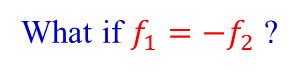 What if f₁ = −f₂ ?